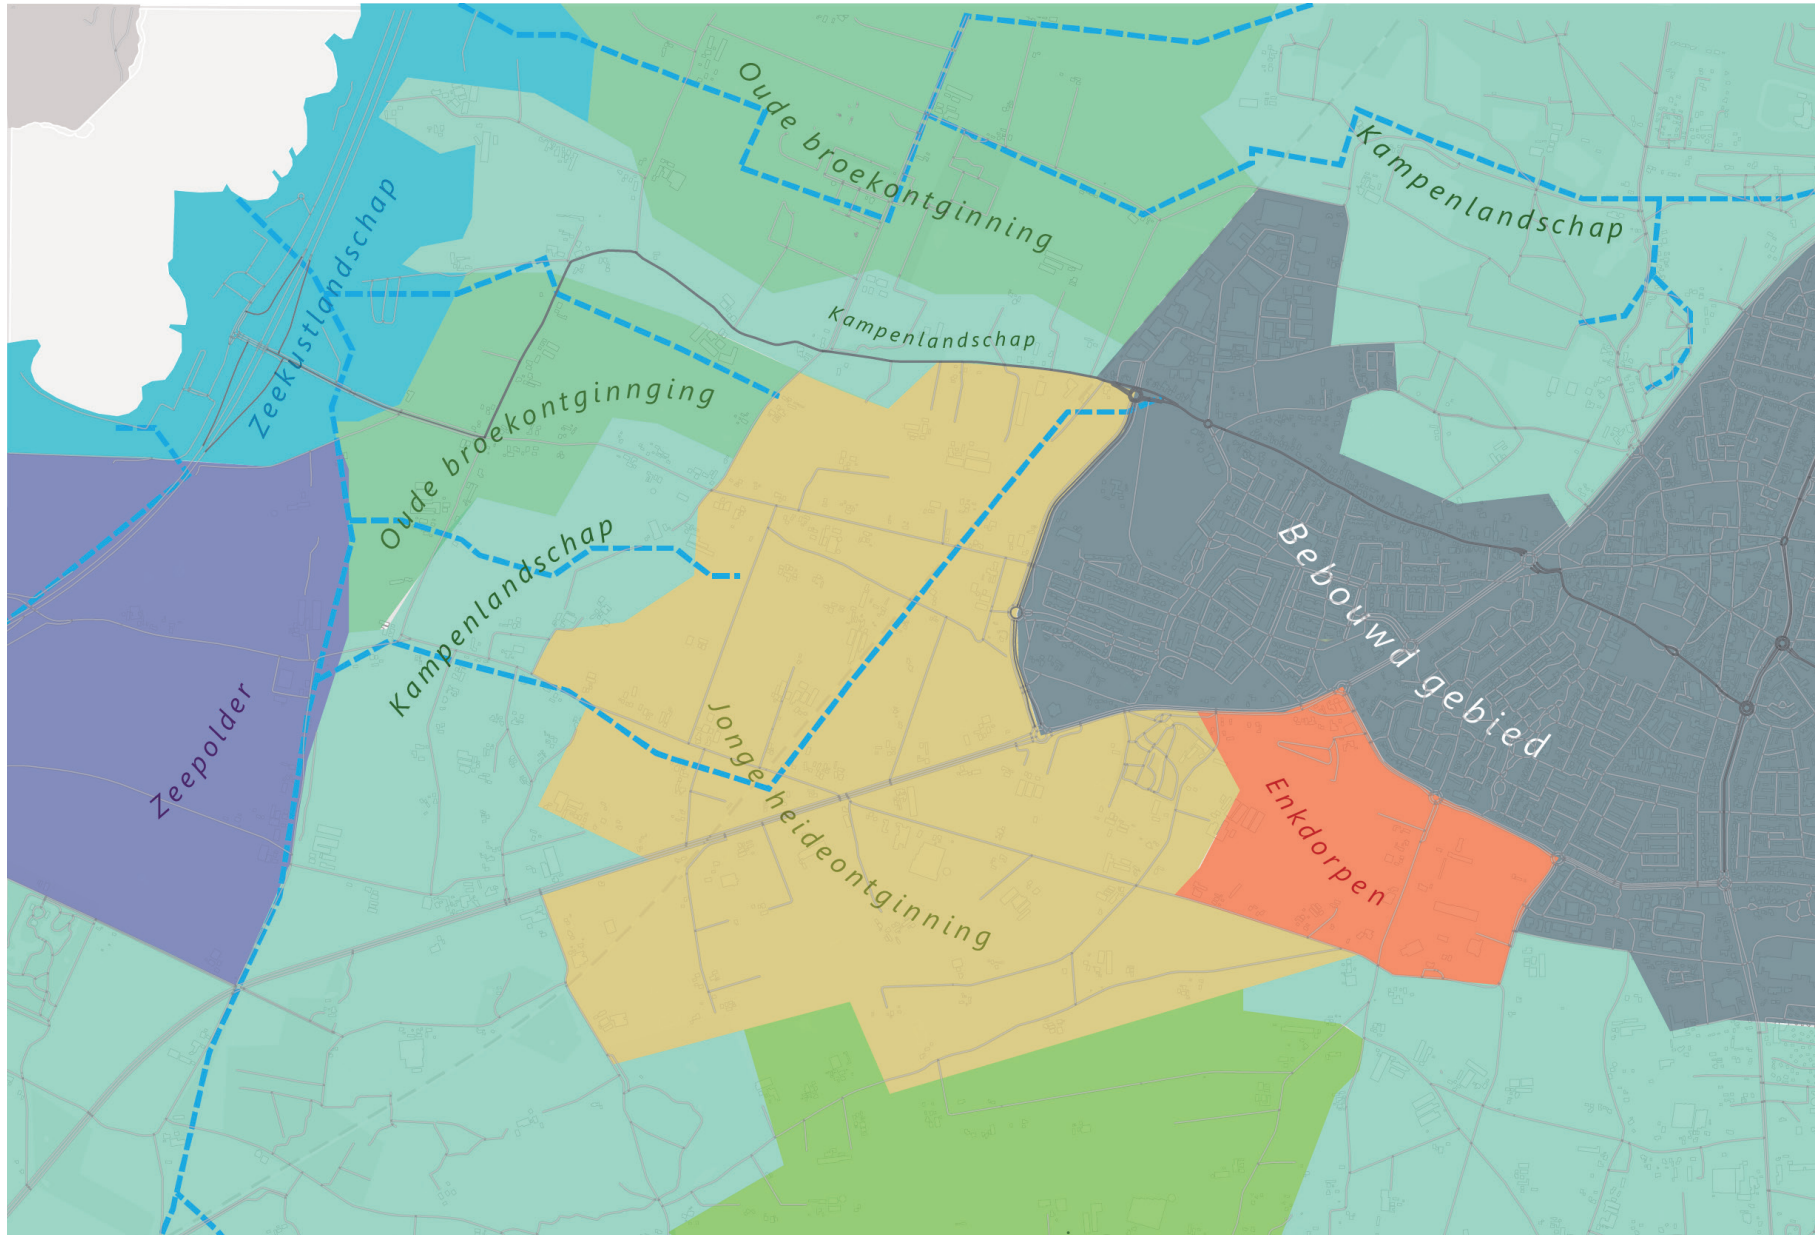 Oude broekontginning
Kampenlandschap
Zeekustlandschap
Kampenlandschap
Oude broekontginnging
Kampenlandschap
Bebouwd gebied
Zeepolder
Jonge heideontginning
Enkdorpen